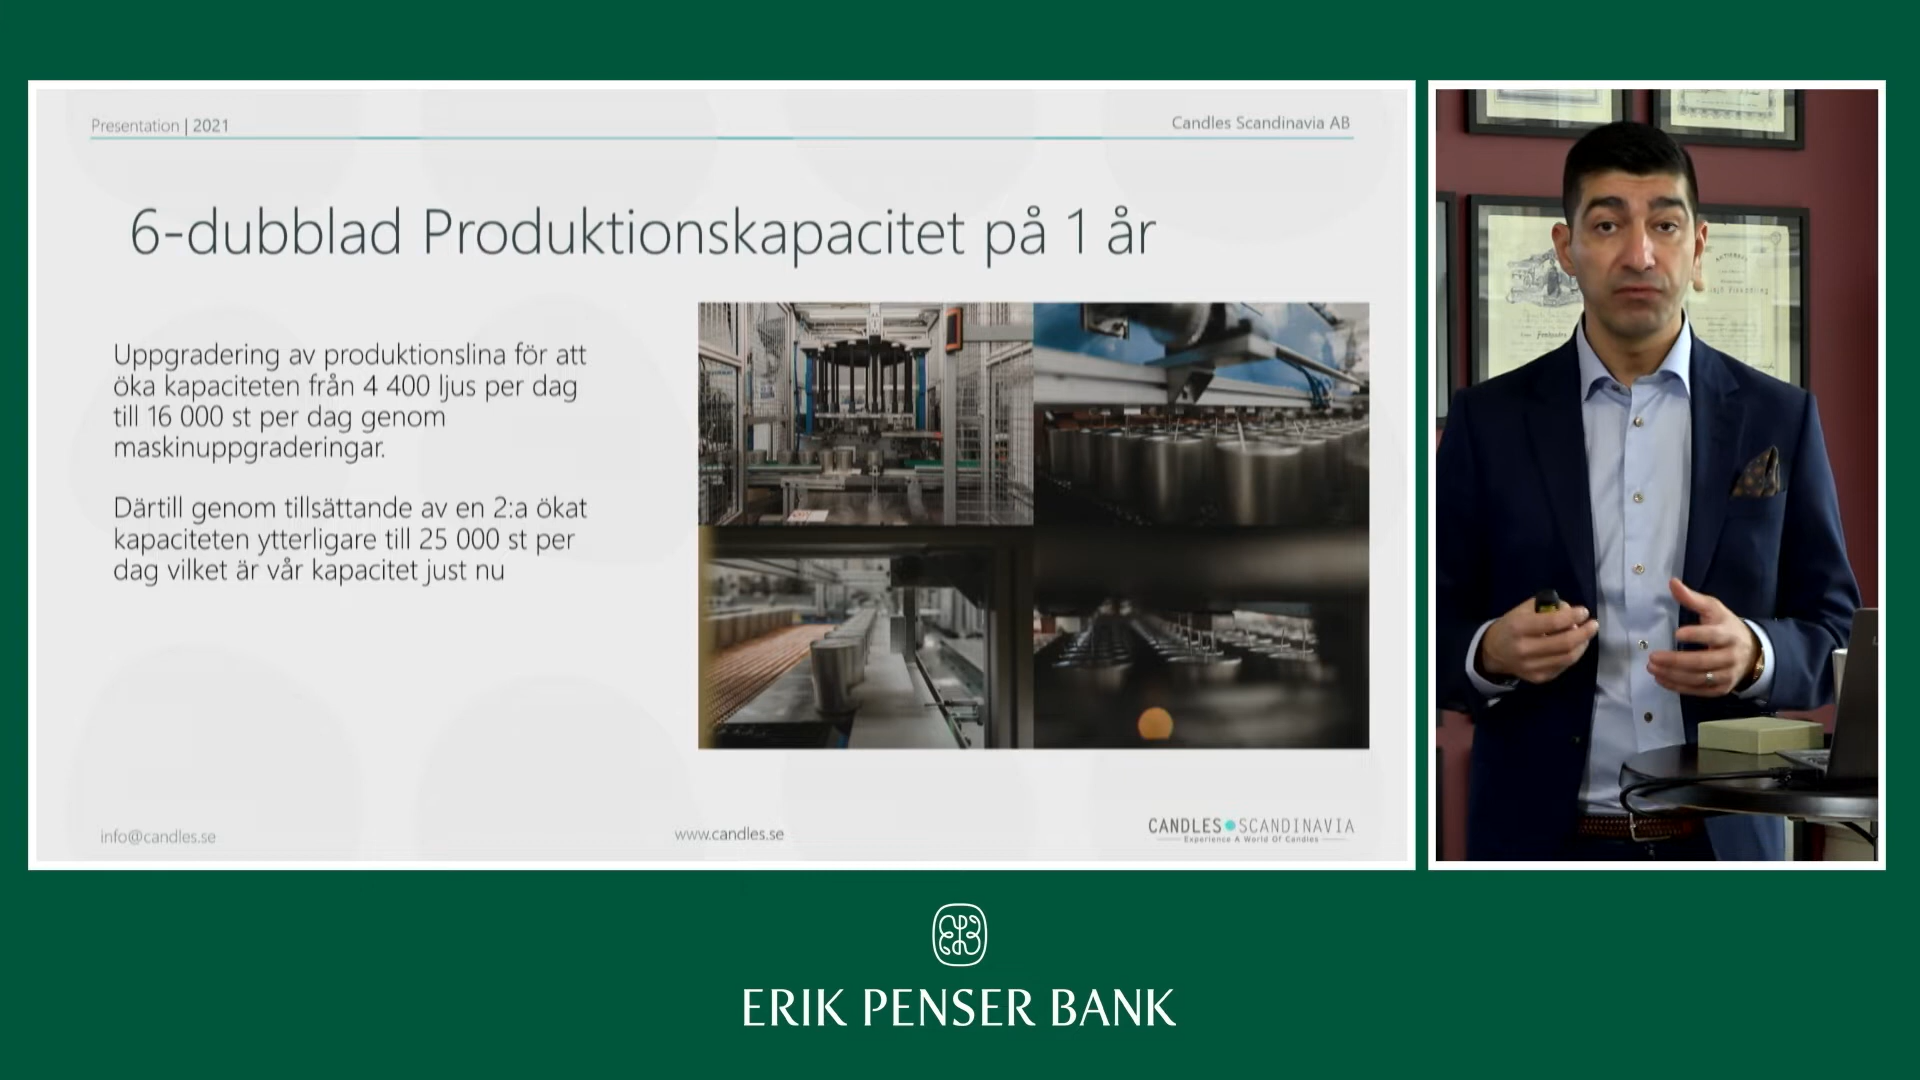 Presentation | 2021
Candles Scandinavia AB
6-dubblad Produktionskapacitet på 1 år
Uppgradering av produktionslina för att
öka kapaciteten från 4 400 ljus per dag
till 16 000 st per dag genom
maskinuppgraderingar.
Därtill genom tillsättande av en 2:a ökat
kapaciteten ytterligare till 25 000 st per
dag vilket är vår kapacitet just nu
info@candles.se
www.candles.se
CANDLES SCANDINAVIA
Experience A World Of Candles
ERIK PENSER BANK